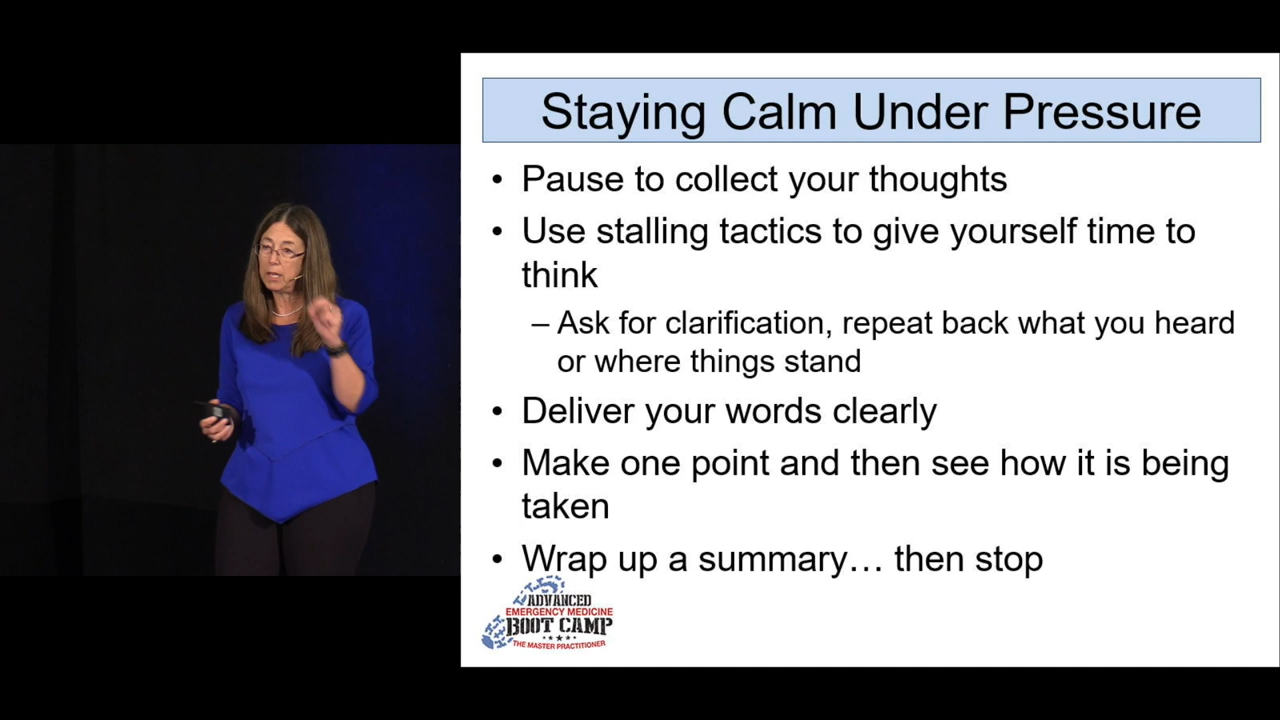 Staying Calm Under Pressure
• Pause to collect your thoughts
• Use stalling tactics to give yourself time to
think
– Ask for clarification, repeat back what you heard
or where things stand
• Deliver your words clearly
• Make one point and then see how it is being
taken
• Wrap up a summary… then stop
ADVANCED
EMERGENCY MEDICINE
BOOT CAMP
THE MASTER PRACTITIONER